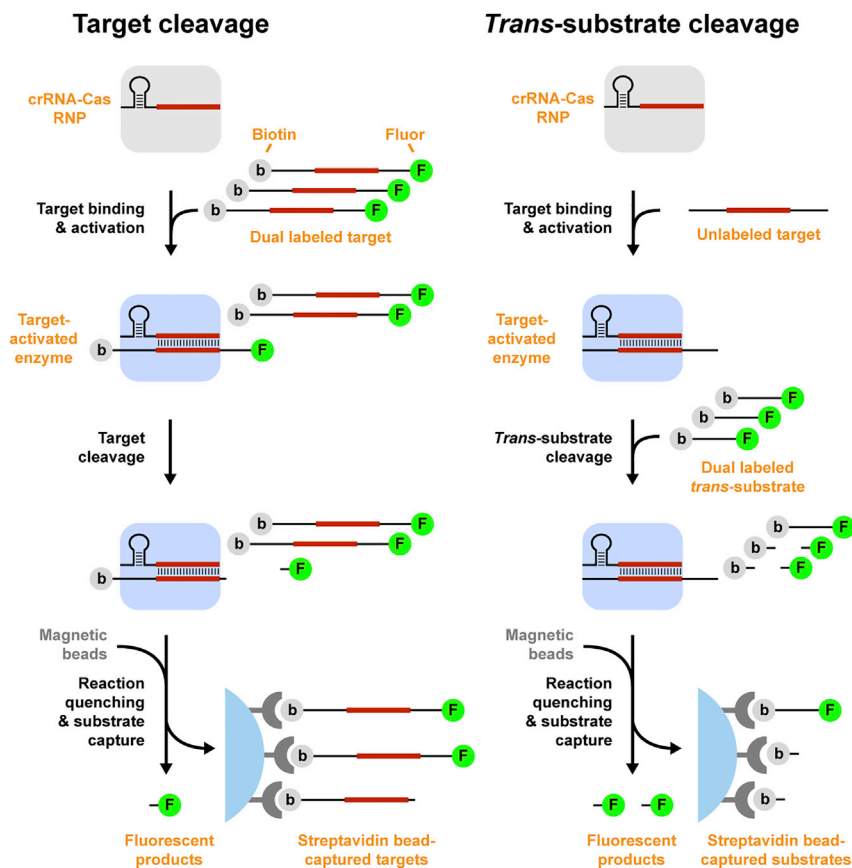 Target cleavage
crRNA-Cas
RNP
Biotin
Fluor
b
F
b
F
b
F
Target binding
& activation
Dual labeled target
b
F
b
F
Target-
activated
enzyme
b
F
Target
cleavage
b
F
b
F
F
b
Magnetic
beads
Reaction
quenching
& substrate
capture
b
F
b
F
b
F
Fluorescent
products
Streptavidin bead-
captured targets
Trans-substrate cleavage
crRNA-Cas
RNP
Target binding
& activation
Unlabeled target
Target-
activated
enzyme
b
F
b
F
b
F
Trans-substrate
cleavage
Dual labeled
trans-substrate
b
F
b
F
b
F
Magnetic
beads
Reaction
quenching
& substrate
capture
b
F
b
b
F
F
Fluorescent
products
Streptavidin bead-
captured substrates